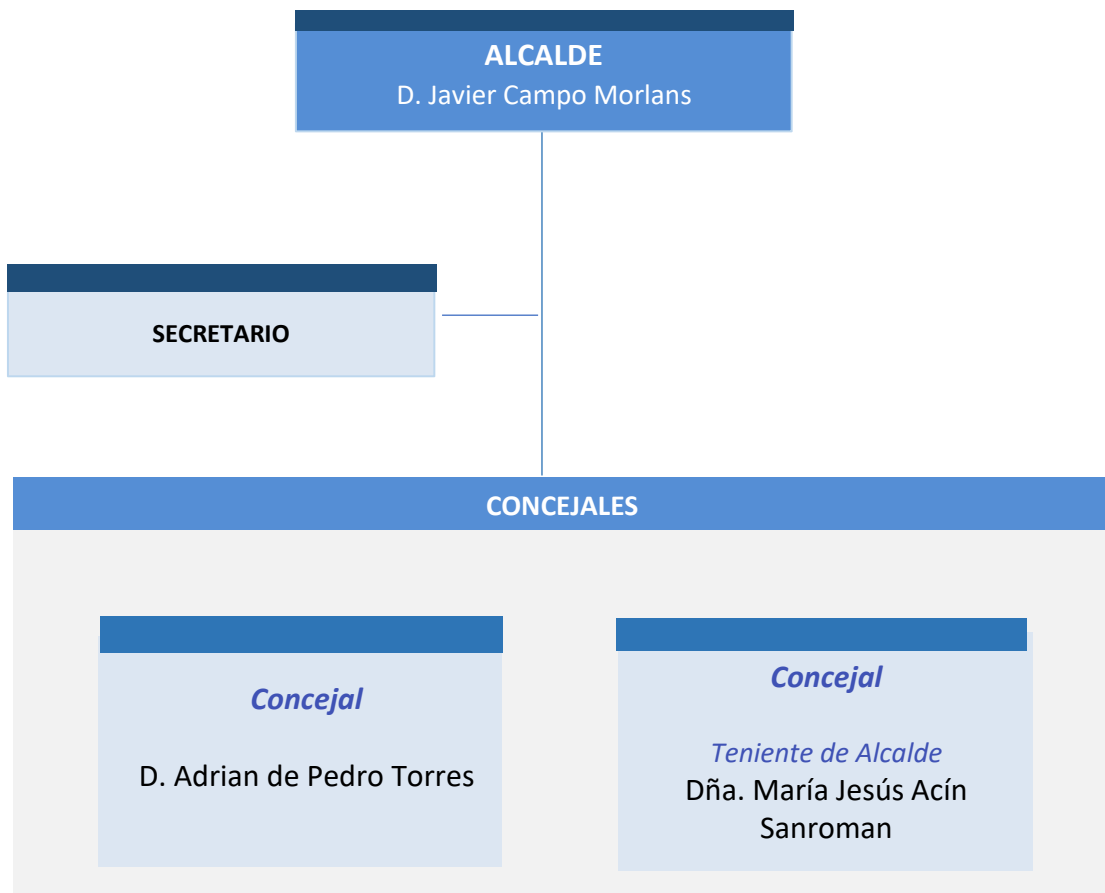 ALCALDE
D. Javier Campo Morlans
SECRETARIO
CONCEJALES
Concejal
D. Adrian de Pedro Torres
Concejal
Teniente de Alcalde
Dña. María Jesús Acín
Sanroman